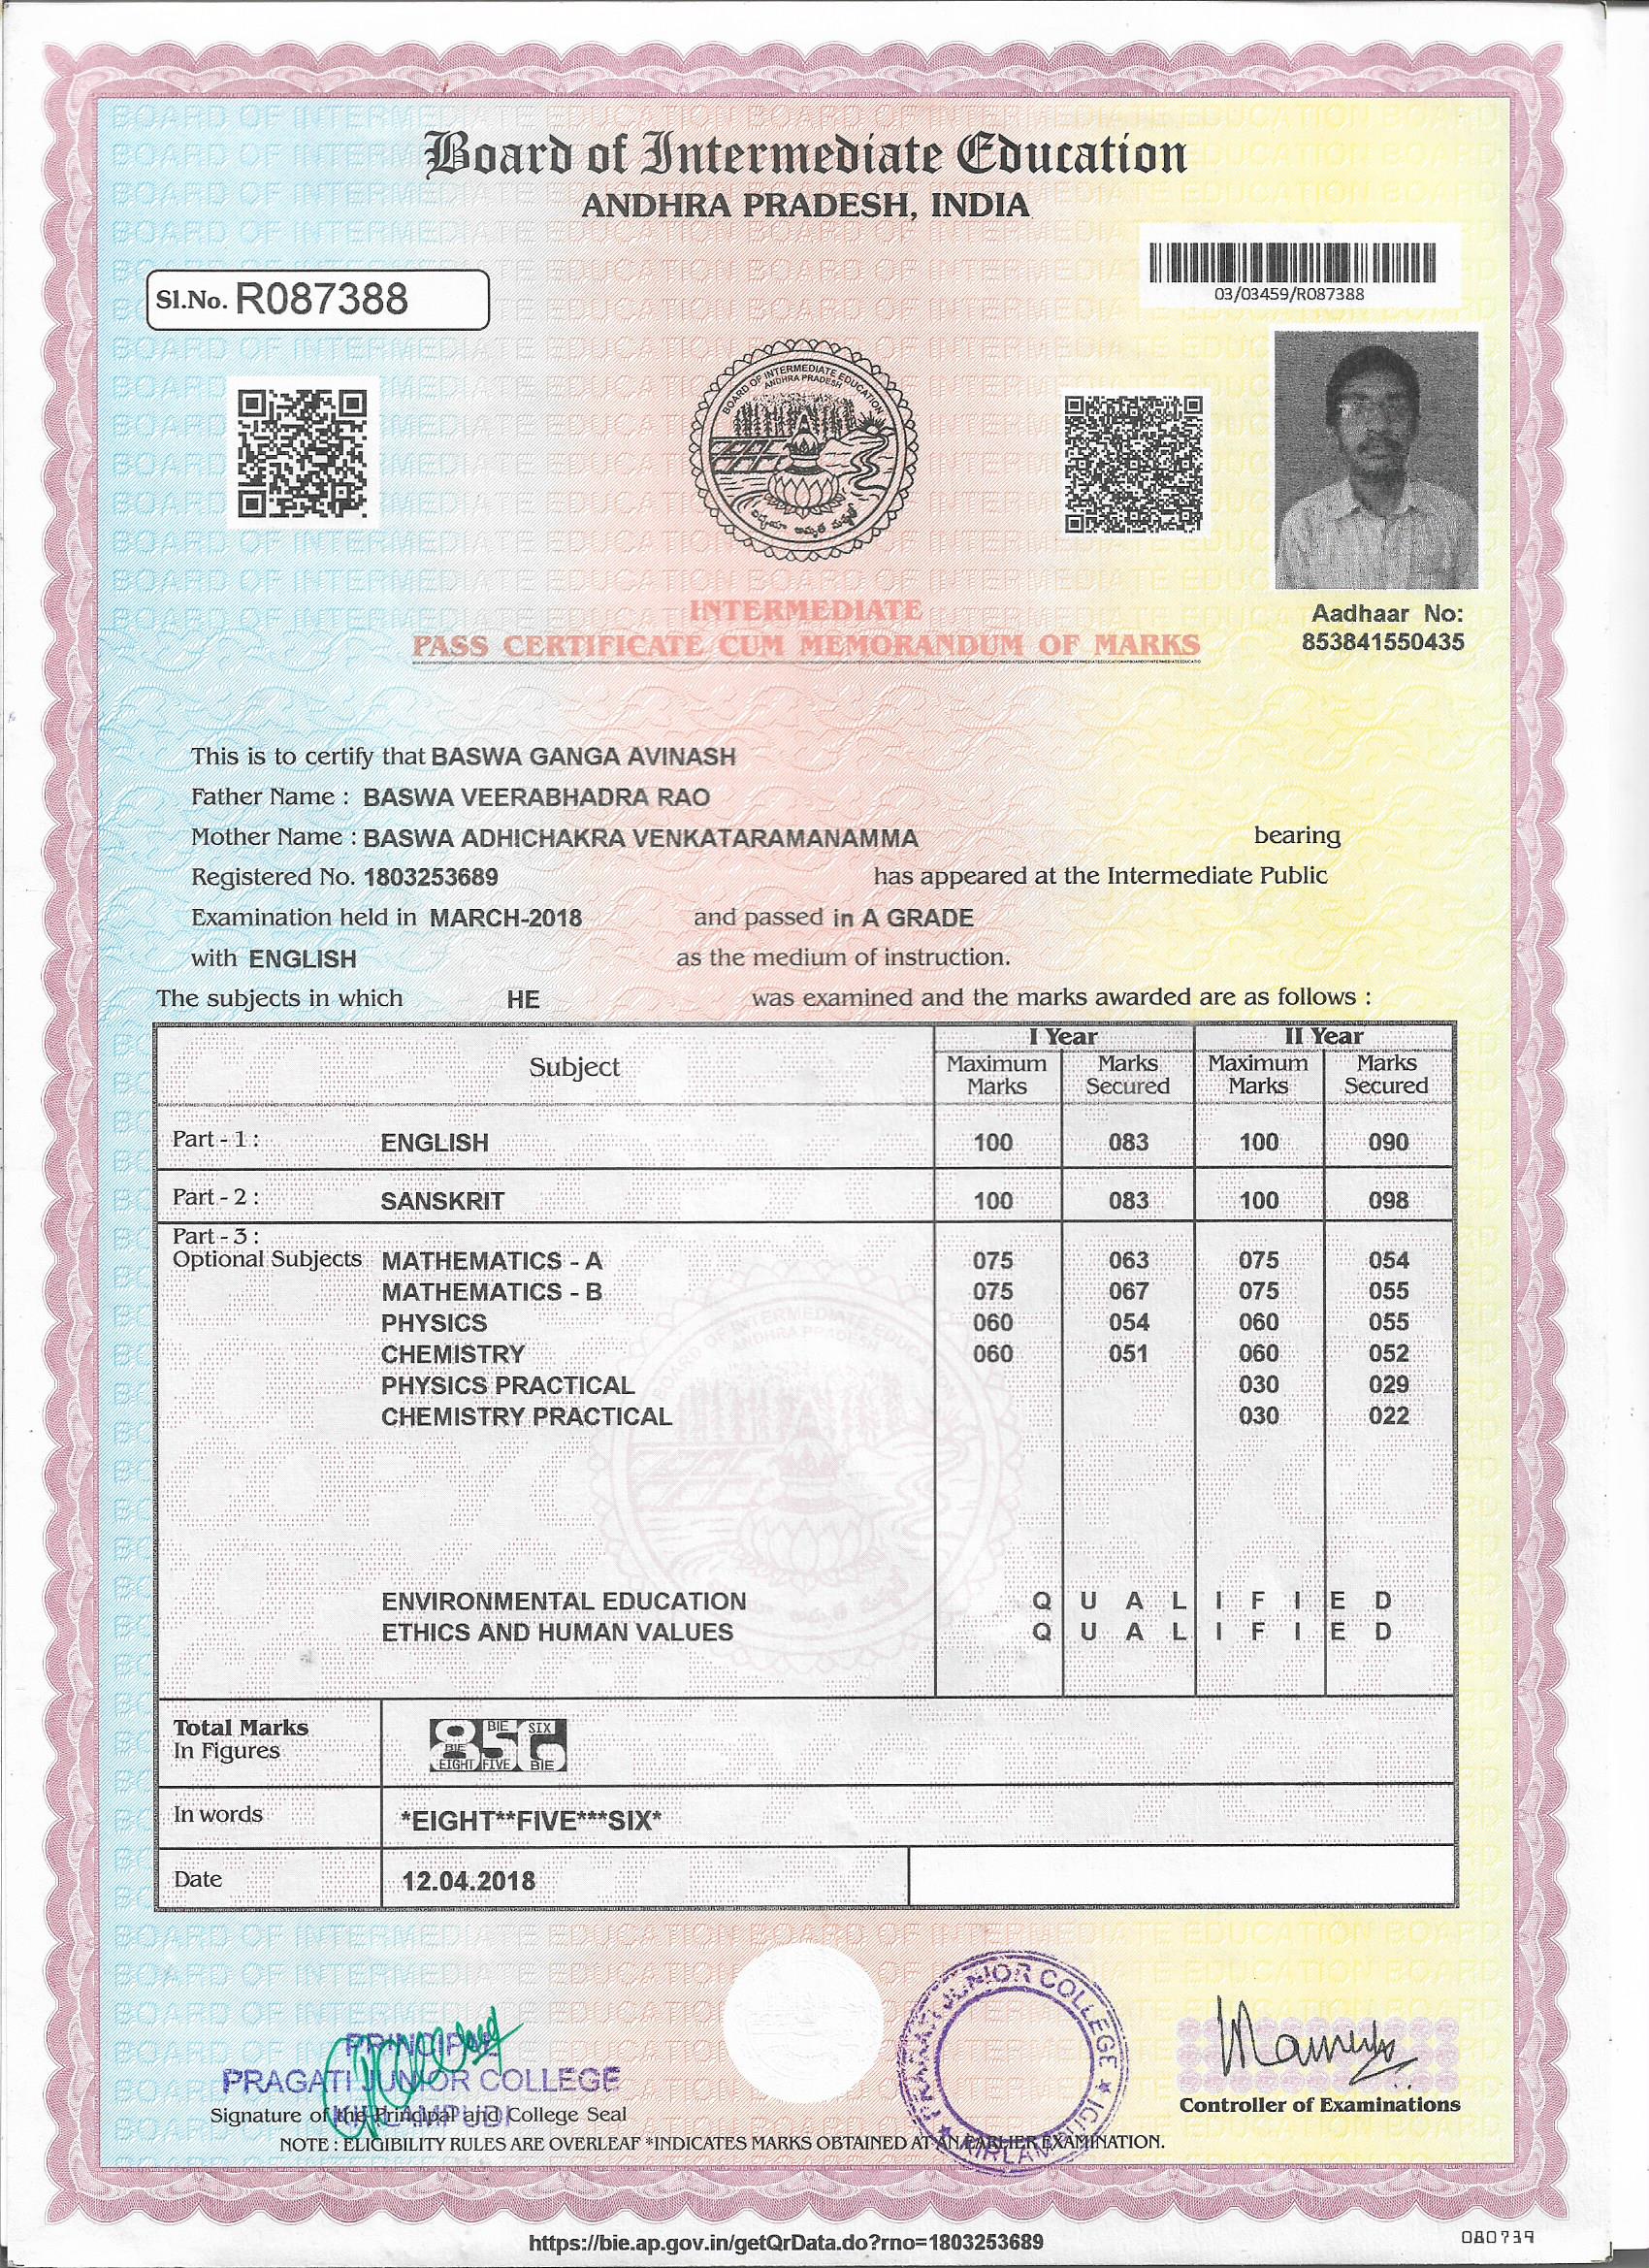 Board of Intermediate Education
ANDHRA PRADESH, INDIA
03/03459/R087388
Sl.No. R087388
BOARD OF INTERMEDIATE EDUCATION
ANDHRA PRADESH
INTERMEDIATE
PASS CERTIFICATE CUM MEMORANDUM OF MARKS
Aadhaar No:
853841550435
This is to certify that BASWA GANGA AVINASH
Father Name : BASWA VEERABHADRA RAO
Mother Name : BASWA ADHICHAKRA VENKATARAMANAMMA bearing
Registered No. 1803253689 has appeared at the Intermediate Public
Examination held in MARCH-2018 and passed in A GRADE
with ENGLISH as the medium of instruction.
The subjects in which HE was examined and the marks awarded are as follows :
Subject I Year II Year
Maximum Marks Marks Secured Maximum Marks Marks Secured
Part - 1 : ENGLISH 100 083 100 090
Part - 2 : SANSKRIT 100 083 100 098
Part - 3 :
Optional Subjects MATHEMATICS - A 075 063 075 054
MATHEMATICS - B 075 067 075 055
PHYSICS 060 054 060 055
CHEMISTRY 060 051 060 052
PHYSICS PRACTICAL 030 029
CHEMISTRY PRACTICAL 030 022
ENVIRONMENTAL EDUCATION Q U A L I F I E D
ETHICS AND HUMAN VALUES Q U A L I F I E D
Total Marks
In Figures 856
In words *EIGHT**FIVE***SIX*
Date 12.04.2018
PRINCIPAL
PRAGATI JUNIOR COLLEGE
KIRLAMPUDI
Signature of the Principal and College Seal
PRAGATI JUNIOR COLLEGE
KIRLAMPUDI
Controller of Examinations
NOTE : ELIGIBILITY RULES ARE OVERLEAF *INDICATES MARKS OBTAINED AT AN EARLIER EXAMINATION.
https://bie.ap.gov.in/getQrData.do?rno=1803253689
080739